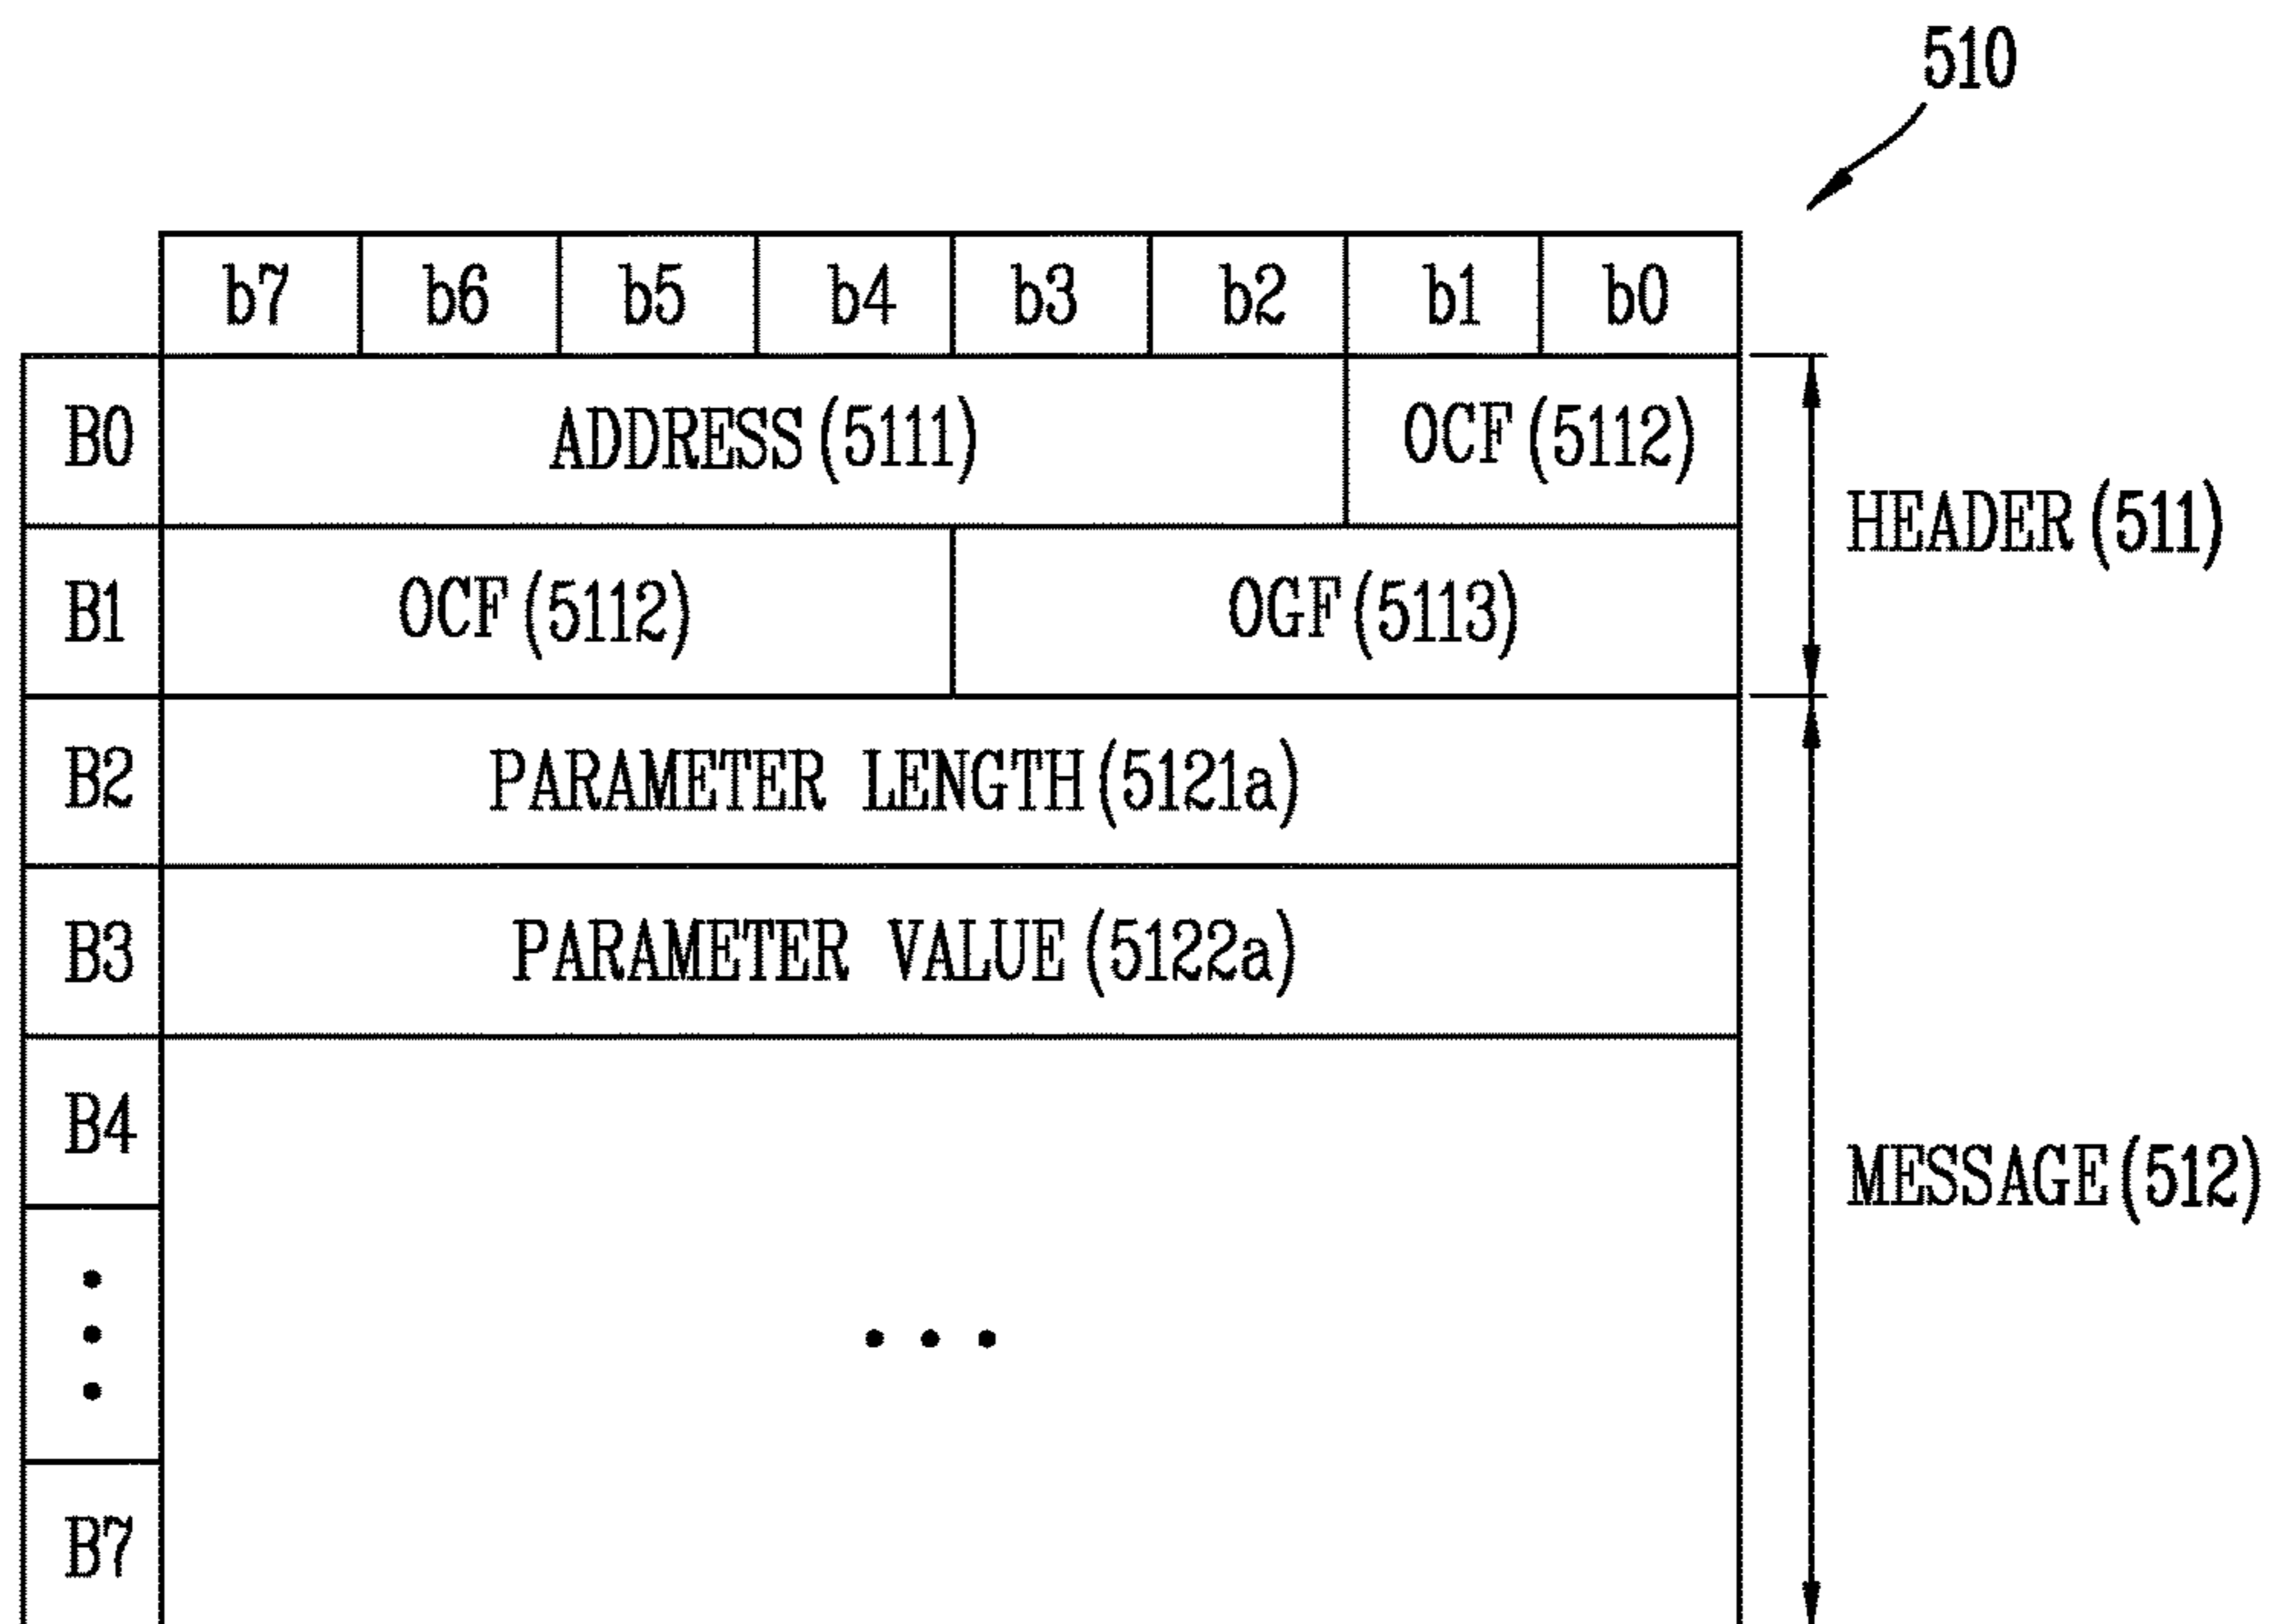 510
b7 b6 b5 b4 b3 b2 b1 b0
B0 ADDRESS (5111) OCF (5112)
HEADER (511)
B1 OCF (5112) OGF (5113)
B2 PARAMETER LENGTH (5121a)
B3 PARAMETER VALUE (5122a)
B4
MESSAGE (512)
• • •
B7